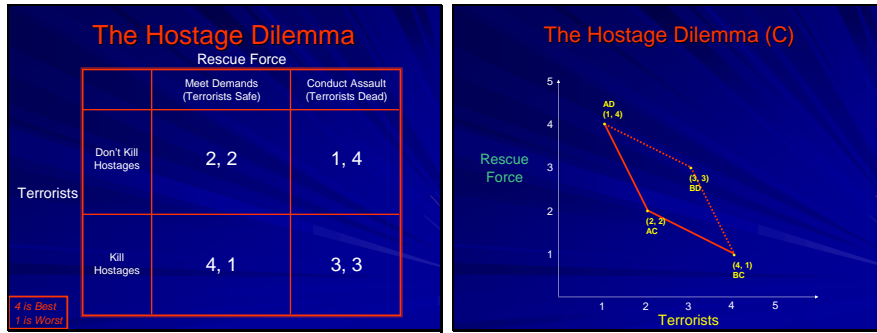 The Hostage Dilemma
Rescue Force
Meet Demands
(Terrorists Safe)
Conduct Assault
(Terrorists Dead)
Terrorists
Don't Kill
Hostages
2, 2
1, 4
Kill
Hostages
4, 1
3, 3
4 is Best
1 is Worst
The Hostage Dilemma (C)
Rescue
Force
5
4
3
2
1
AD
(1, 4)
(3, 3)
BD
(2, 2)
AC
(4, 1)
BC
1 2 3 4 5
Terrorists